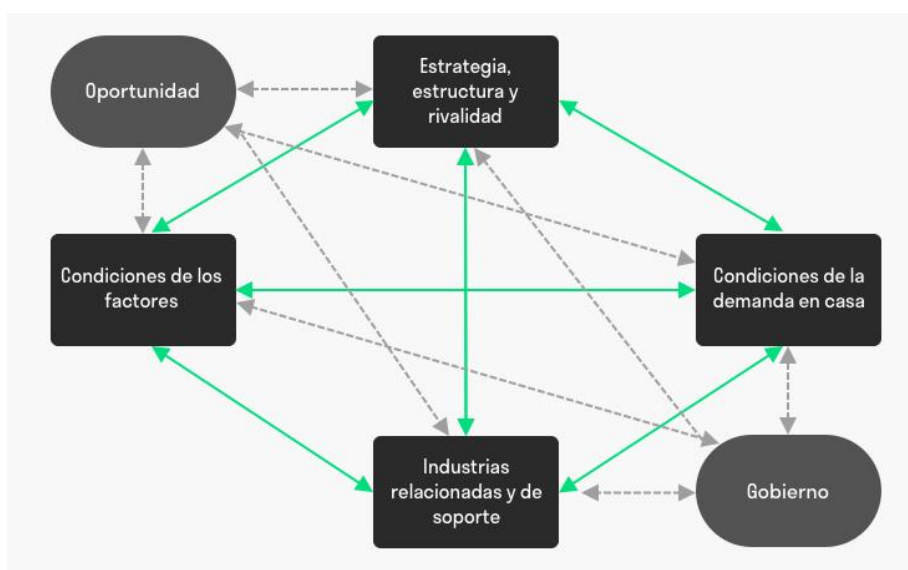 Oportunidad
Estrategia,
estructura y
rivalidad
Condiciones de los
factores
Condiciones de la
demanda en casa
Industrias
relacionadas y de
soporte
Gobierno